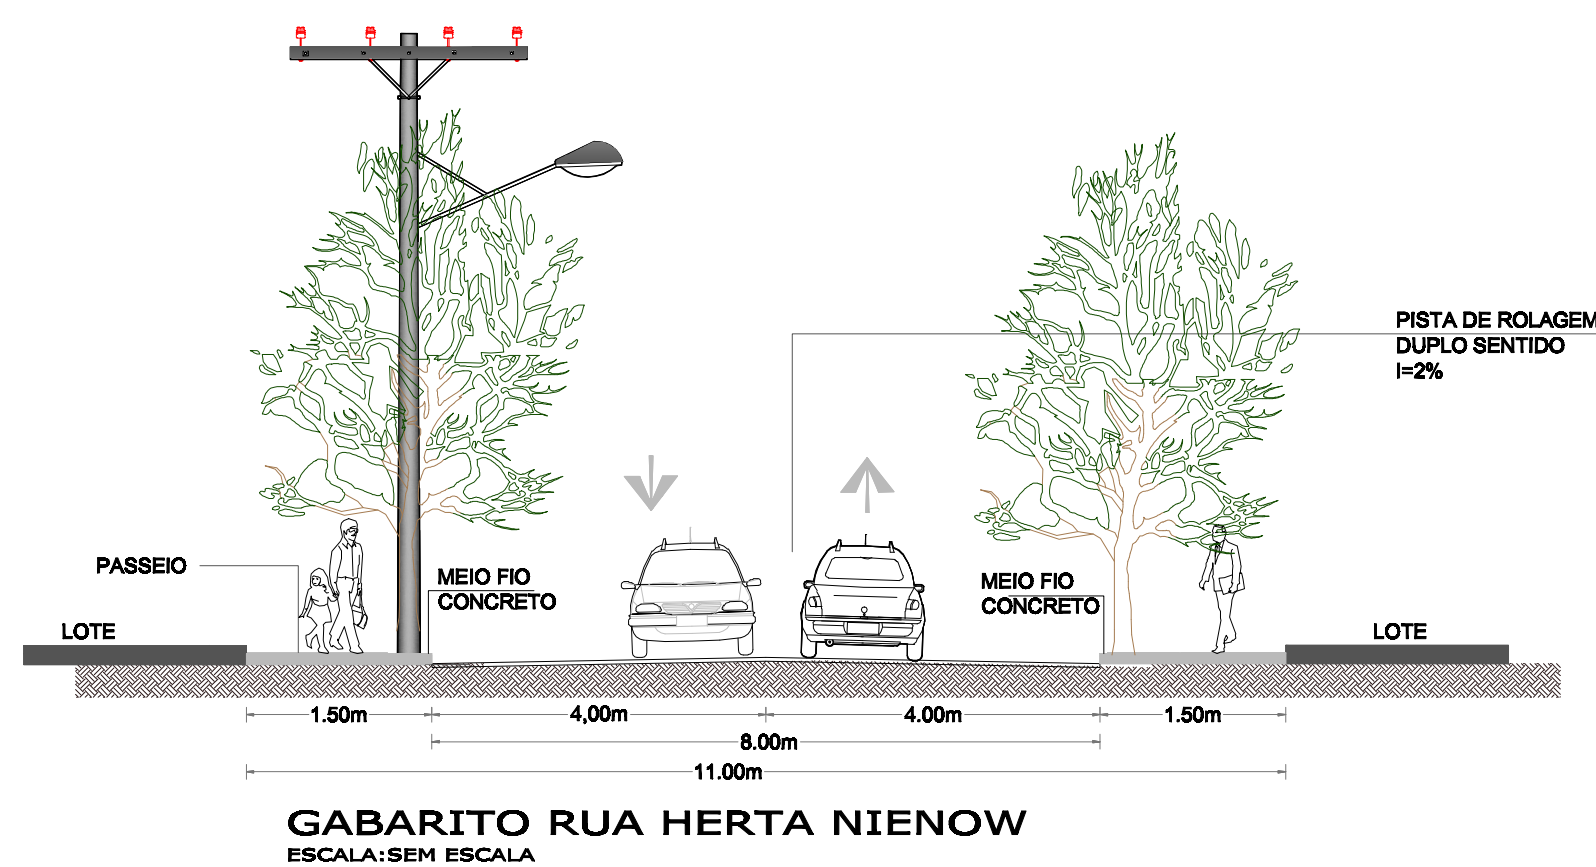 PISTA DE ROLAGEM
DUPLO SENTIDO
I=2%
PASSEIO
MEIO FIO
CONCRETO
MEIO FIO
CONCRETO
LOTE
LOTE
1.50m
4,00m
4.00m
1.50m
8.00m
11.00m
GABARITO RUA HERTA NIENOW
ESCALA:SEM ESCALA